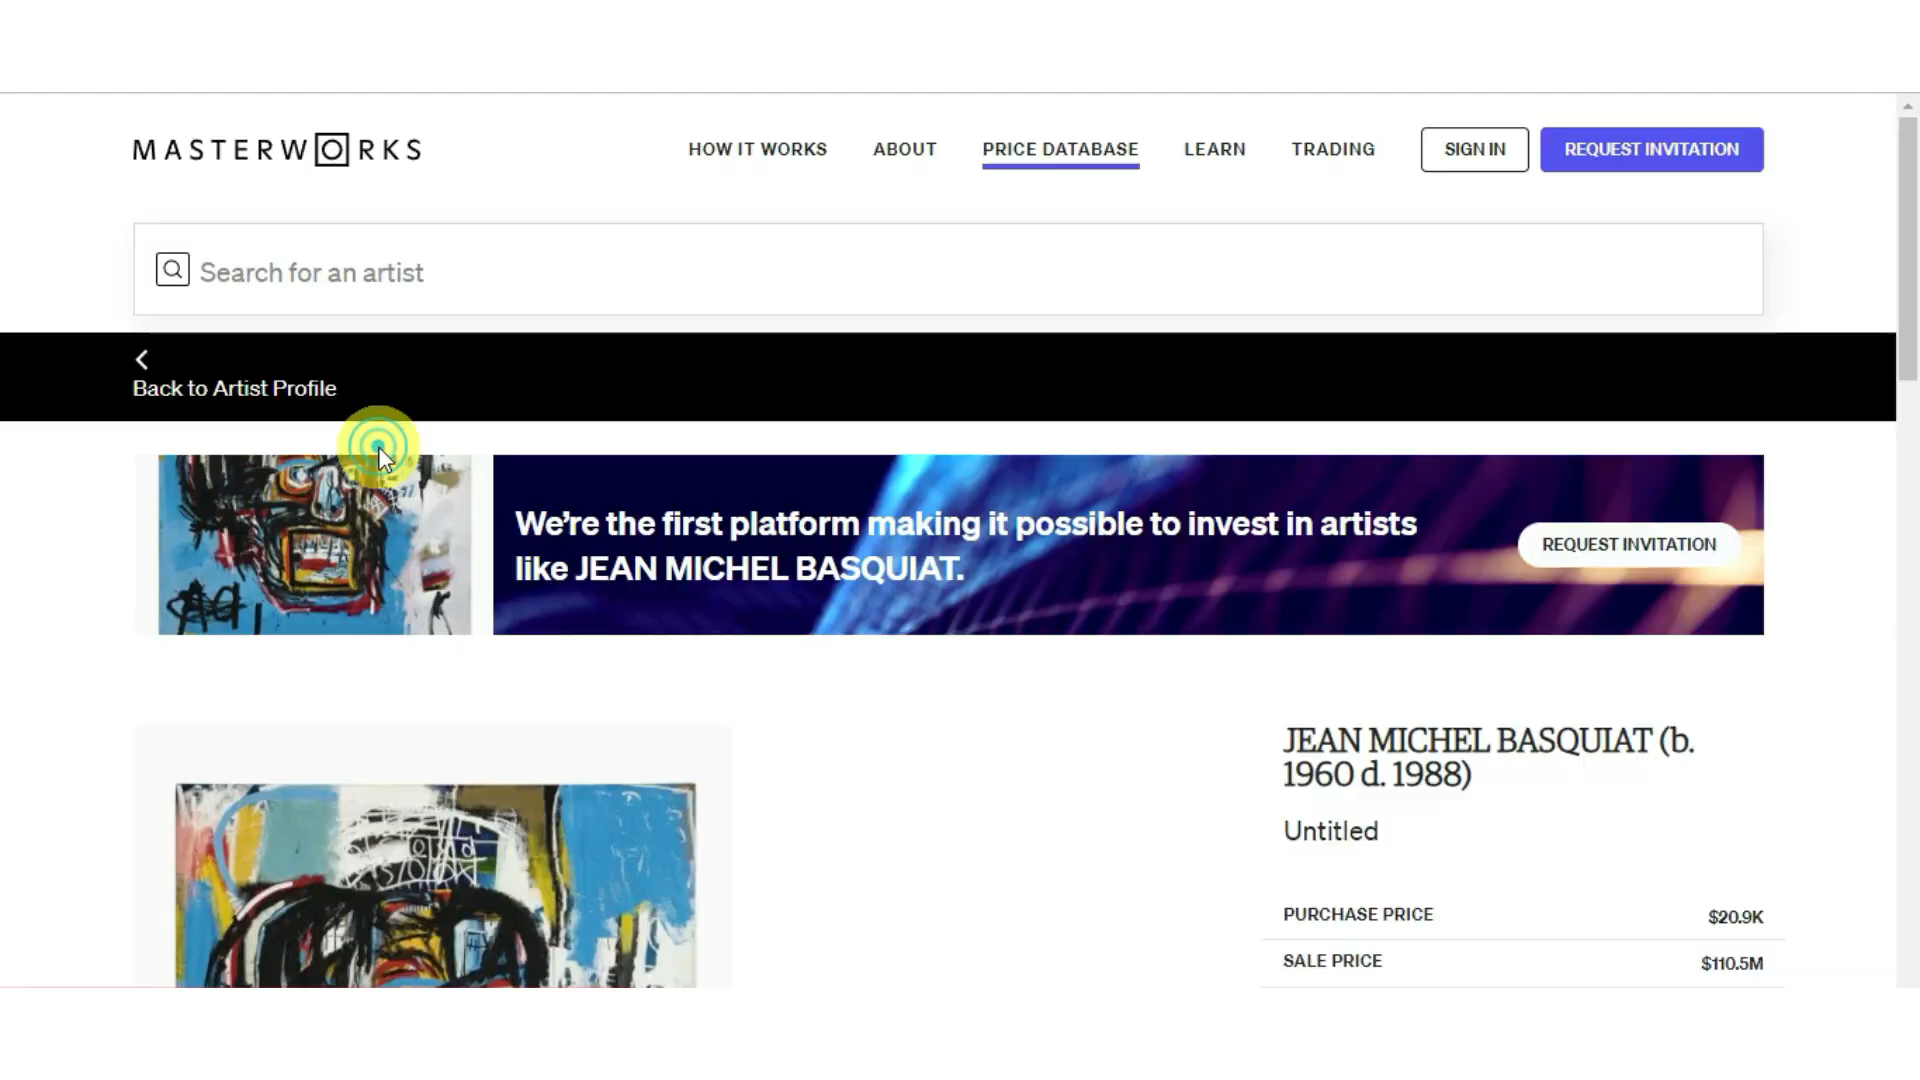 MASTERWORKS
HOW IT WORKS
ABOUT
PRICE DATABASE
LEARN
TRADING
SIGN IN
REQUEST INVITATION
Search for an artist
Back to Artist Profile
We're the first platform making it possible to invest in artists
like JEAN MICHEL BASQUIAT.
REQUEST INVITATION
JEAN MICHEL BASQUIAT (b.
1960 d. 1988)
Untitled
PURCHASE PRICE
$20.9K
SALE PRICE
$110.5M